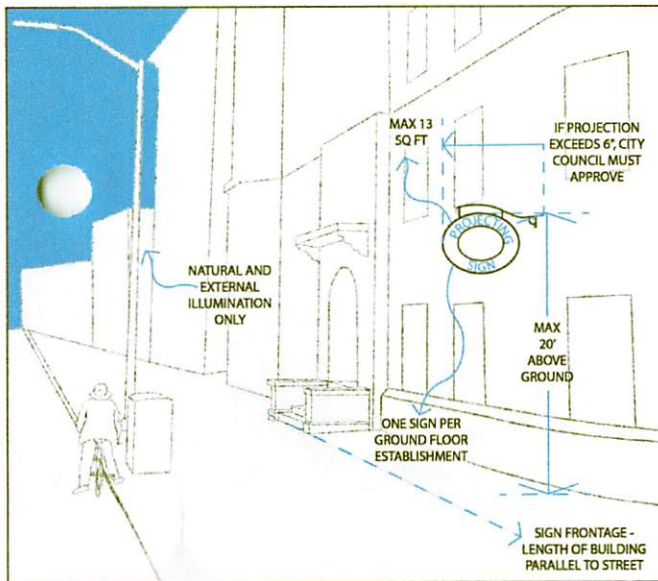 MAX 13
SQ FT
IF PROJECTION
EXCEEDS 6", CITY
COUNCIL MUST
APPROVE
PROJECTING
SIGN
NATURAL AND
EXTERNAL
ILLUMINATION
ONLY
MAX
20'
ABOVE
GROUND
ONE SIGN PER
GROUND FLOOR
ESTABLISHMENT
SIGN FRONTAGE -
LENGTH OF BUILDING
PARALLEL TO STREET